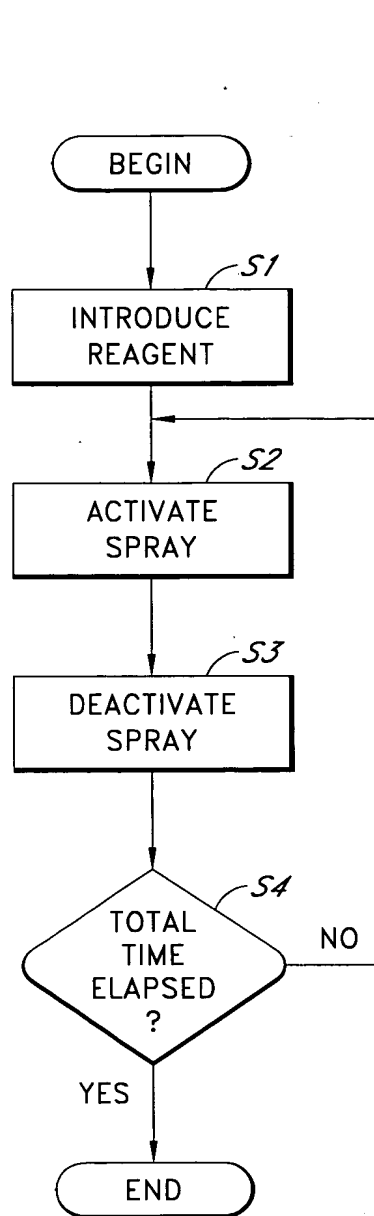 BEGIN
S1
INTRODUCE
REAGENT
S2
ACTIVATE
SPRAY
S3
DEACTIVATE
SPRAY
S4
TOTAL
TIME
ELAPSED
?
NO
YES
END